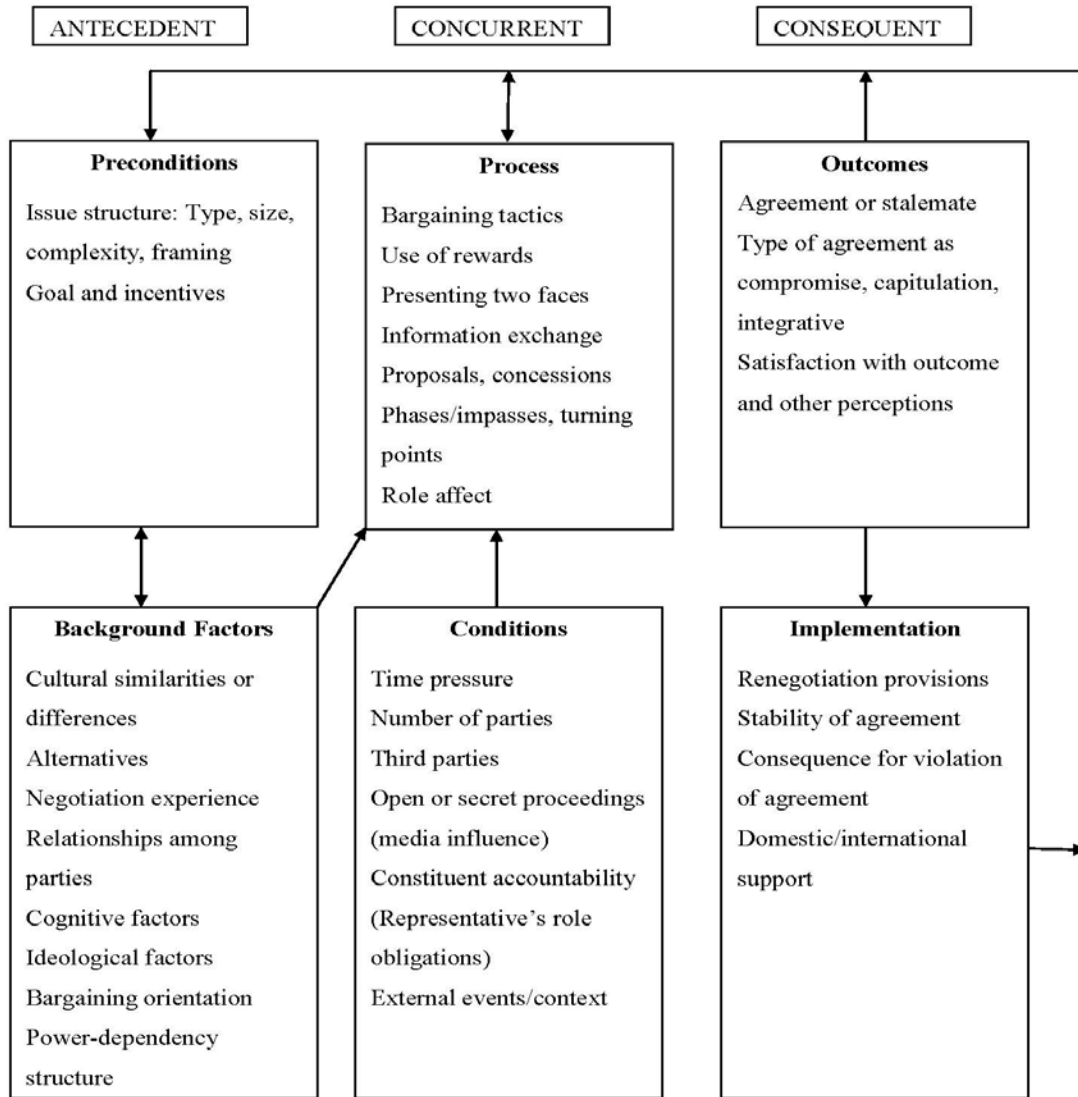 ANTECEDENT
CONCURRENT
CONSEQUENT
Preconditions
Issue structure: Type, size,
complexity, framing
Goal and incentives
Process
Bargaining tactics
Use of rewards
Presenting two faces
Information exchange
Proposals, concessions
Phases/impasses, turning
points
Role affect
Outcomes
Agreement or stalemate
Type of agreement as
compromise, capitulation,
integrative
Satisfaction with outcome
and other perceptions
Background Factors
Cultural similarities or
differences
Alternatives
Negotiation experience
Relationships among
parties
Cognitive factors
Ideological factors
Bargaining orientation
Power-dependency
structure
Conditions
Time pressure
Number of parties
Third parties
Open or secret proceedings
(media influence)
Constituent accountability
(Representative’s role
obligations)
External events/context
Implementation
Renegotiation provisions
Stability of agreement
Consequence for violation
of agreement
Domestic/international
support